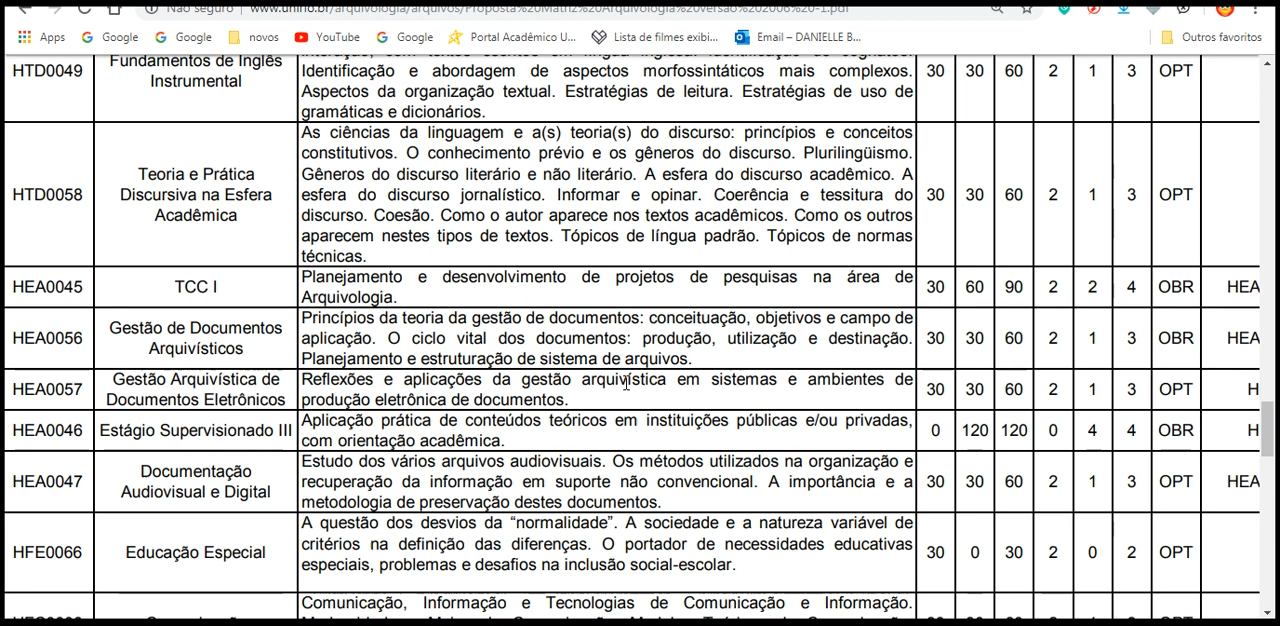 Não seguro | www.unirio.br/arquivologia/arquivos/Proposta%20Matriz%20Arquivologia%20versao%202006%20-1.pdf
Apps Google Google novos YouTube Google Portal Acadêmico U... Lista de filmes exibi... Email – DANIELLE B... Outros favoritos
HTD0049 Fundamentos de Inglês Instrumental
Identificação e abordagem de aspectos morfossintáticos mais complexos. 30 30 60 2 1 3 OPT
Aspectos da organização textual. Estratégias de leitura. Estratégias de uso de
gramáticas e dicionários.
HTD0058 Teoria e Prática Discursiva na Esfera Acadêmica
As ciências da linguagem e a(s) teoria(s) do discurso: princípios e conceitos
constitutivos. O conhecimento prévio e os gêneros do discurso. Plurilingüismo.
Gêneros do discurso literário e não literário. A esfera do discurso acadêmico. A
esfera do discurso jornalístico. Informar e opinar. Coerência e tessitura do 30 30 60 2 1 3 OPT
discurso. Coesão. Como o autor aparece nos textos acadêmicos. Como os outros
aparecem nestes tipos de textos. Tópicos de língua padrão. Tópicos de normas
técnicas.
HEA0045 TCC I
Planejamento e desenvolvimento de projetos de pesquisas na área de
Arquivologia. 30 60 90 2 2 4 OBR HEA
HEA0056 Gestão de Documentos Arquivísticos
Princípios da teoria da gestão de documentos: conceituação, objetivos e campo de
aplicação. O ciclo vital dos documentos: produção, utilização e destinação. 30 30 60 2 1 3 OBR HEA
Planejamento e estruturação de sistema de arquivos.
HEA0057 Gestão Arquivística de Documentos Eletrônicos
Reflexões e aplicações da gestão arquivística em sistemas e ambientes de
produção eletrônica de documentos. 30 30 60 2 1 3 OPT H
HEA0046 Estágio Supervisionado III
Aplicação prática de conteúdos teóricos em instituições públicas e/ou privadas,
com orientação acadêmica. 0 120 120 0 4 4 OBR H
HEA0047 Documentação Audiovisual e Digital
Estudo dos vários arquivos audiovisuais. Os métodos utilizados na organização e
recuperação da informação em suporte não convencional. A importância e a 30 30 60 2 1 3 OPT HEA
metodologia de preservação destes documentos.
HFE0066 Educação Especial
A questão dos desvios da “normalidade”. A sociedade e a natureza variável de
critérios na definição das diferenças. O portador de necessidades educativas 30 0 30 2 0 2 OPT
especiais, problemas e desafios na inclusão social-escolar.
Comunicação, Informação e Tecnologias de Comunicação e Informação.